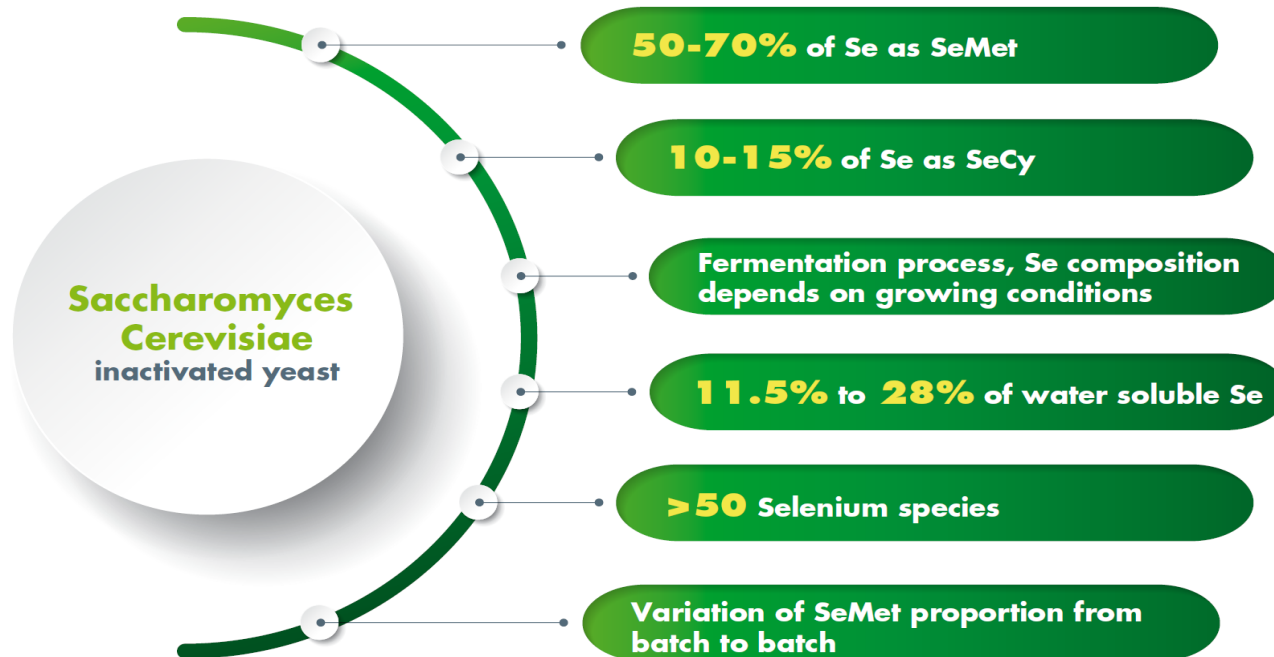 Saccharomyces
Cerevisiae
inactivated yeast
50-70% of Se as SeMet
10-15% of Se as SeCy
Fermentation process, Se composition
depends on growing conditions
11.5% to 28% of water soluble Se
>50 Selenium species
Variation of SeMet proportion from
batch to batch